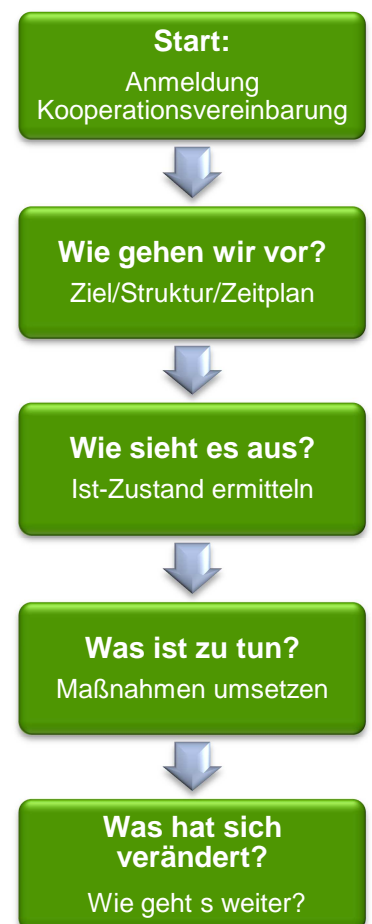 Start:
Anmeldung
Kooperationsvereinbarung
Wie gehen wir vor?
Ziel/Struktur/Zeitplan
Wie sieht es aus?
Ist-Zustand ermitteln
Was ist zu tun?
Maßnahmen umsetzen
Was hat sich
verändert?
Wie geht s weiter?